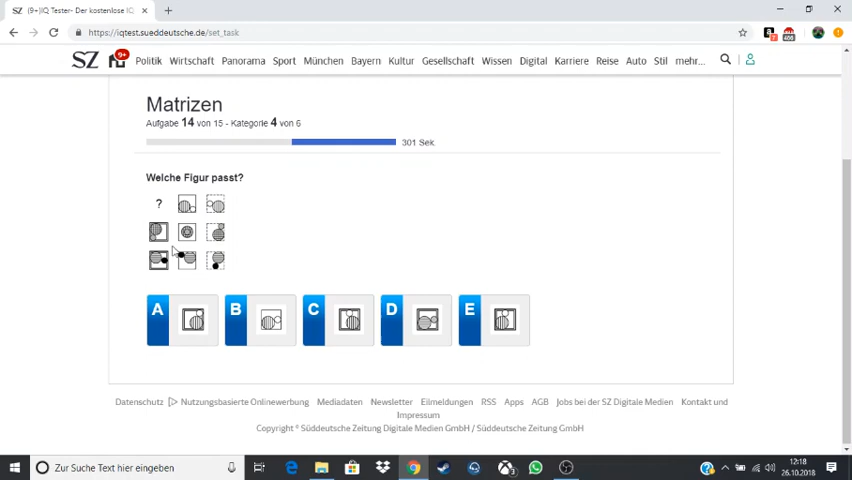 (9+)IQ Tester- Der kostenlose IQ
https://iqtest.sueddeutsche.de/set_task
7
466
SZ 9+ Politik Wirtschaft Panorama Sport München Bayern Kultur Gesellschaft Wissen Digital Karriere Reise Auto Stil mehr...
Matrizen
Aufgabe 14 von 15 - Kategorie 4 von 6
301 Sek.
Welche Figur passt?
?
A B C D E
Datenschutz Nutzungsbasierte Onlinewerbung Mediadaten Newsletter Eilmeldungen RSS Apps AGB Jobs bei der SZ Digitale Medien Kontakt und
Impressum
Copyright © Süddeutsche Zeitung Digitale Medien GmbH / Süddeutsche Zeitung GmbH
Zur Suche Text hier eingeben
12:18
26.10.2018